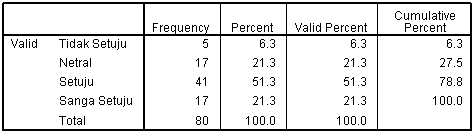 Frequency Percent Valid Percent Cumulative Percent
Valid Tidak Setuju 5 6.3 6.3 6.3
Netral 17 21.3 21.3 27.5
Setuju 41 51.3 51.3 78.8
Sanga Setuju 17 21.3 21.3 100.0
Total 80 100.0 100.0